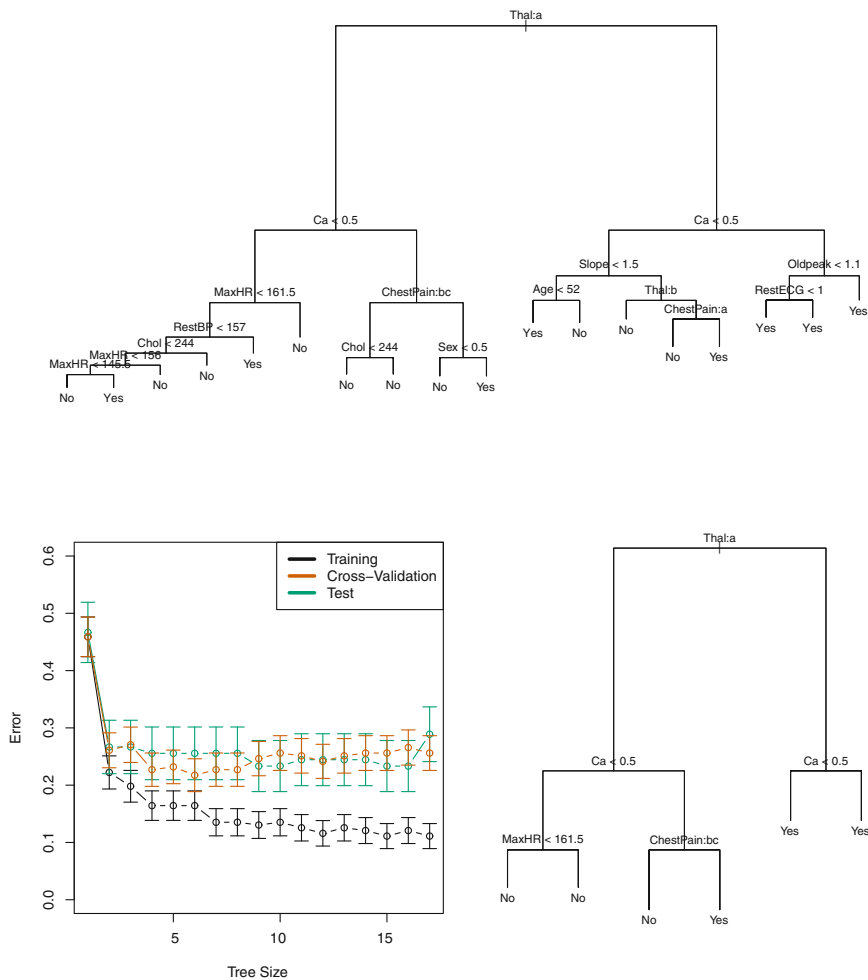 Thal:a
Ca < 0.5
Ca < 0.5
Slope < 1.5
Oldpeak < 1.1
MaxHR < 161.5
ChestPain:bc
Age < 52
Thal:b
RestECG < 1
ChestPain:a
Yes
RestBP < 157
Yes
No
No
Yes
Yes
Chol < 244
No
Chol < 244
Sex < 0.5
No
Yes
MaxHR < 156
Yes
MaxHR < 145.5
No
No
No
No
No
Yes
No
Yes
Training
Cross−Validation
Test
0.6
0.5
0.4
0.3
0.2
0.1
0.0
Error
5
10
15
Tree Size
Thal:a
Ca < 0.5
Ca < 0.5
MaxHR < 161.5
ChestPain:bc
Yes
Yes
No
No
No
Yes